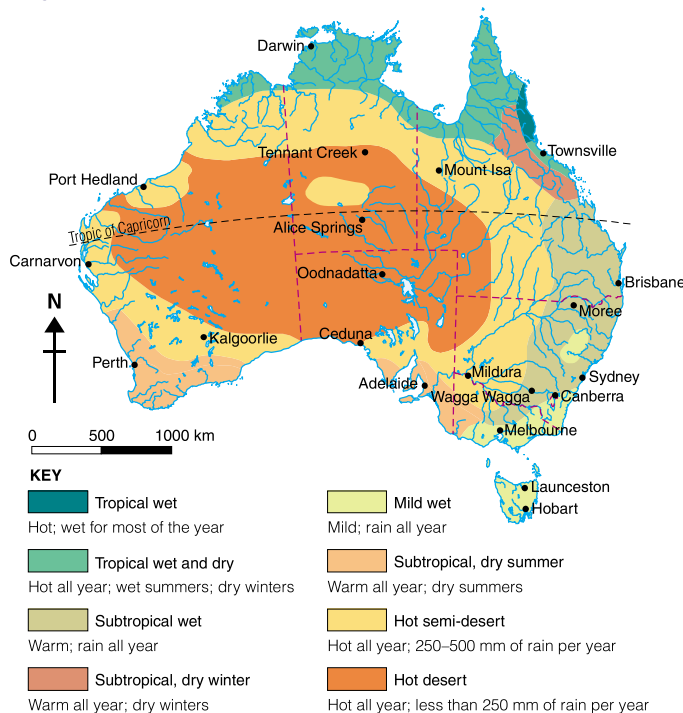 Darwin
Townsville
Tennant Creek
Mount Isa
Port Hedland
Tropic of Capricorn
Alice Springs
Carnarvon
Oodnadatta
Brisbane
N
Moree
Ceduna
Kalgoorlie
Perth
Mildura
Sydney
Adelaide
Wagga Wagga
Canberra
Melbourne
0 500 1000 km
Launceston
Hobart
KEY
Tropical wet
Hot; wet for most of the year
Tropical wet and dry
Hot all year; wet summers; dry winters
Subtropical wet
Warm; rain all year
Subtropical, dry winter
Warm all year; dry winters
Mild wet
Mild; rain all year
Subtropical, dry summer
Warm all year; dry summers
Hot semi-desert
Hot all year; 250–500 mm of rain per year
Hot desert
Hot all year; less than 250 mm of rain per year